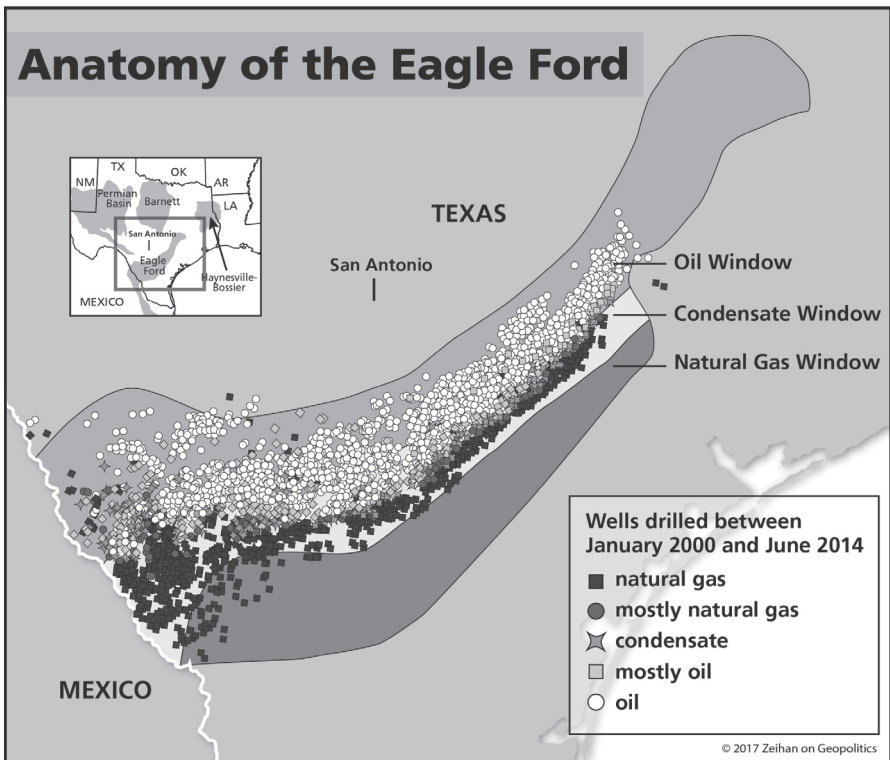 Anatomy of the Eagle Ford
TX
OK
NM
AR
Permian
Basin
Barnett
LA
San Antonio
Eagle
Ford
Haynesville-
Bossier
MEXICO
TEXAS
San Antonio
Oil Window
Condensate Window
Natural Gas Window
Wells drilled between
January 2000 and June 2014
natural gas
mostly natural gas
condensate
mostly oil
oil
MEXICO
© 2017 Zeihan on Geopolitics